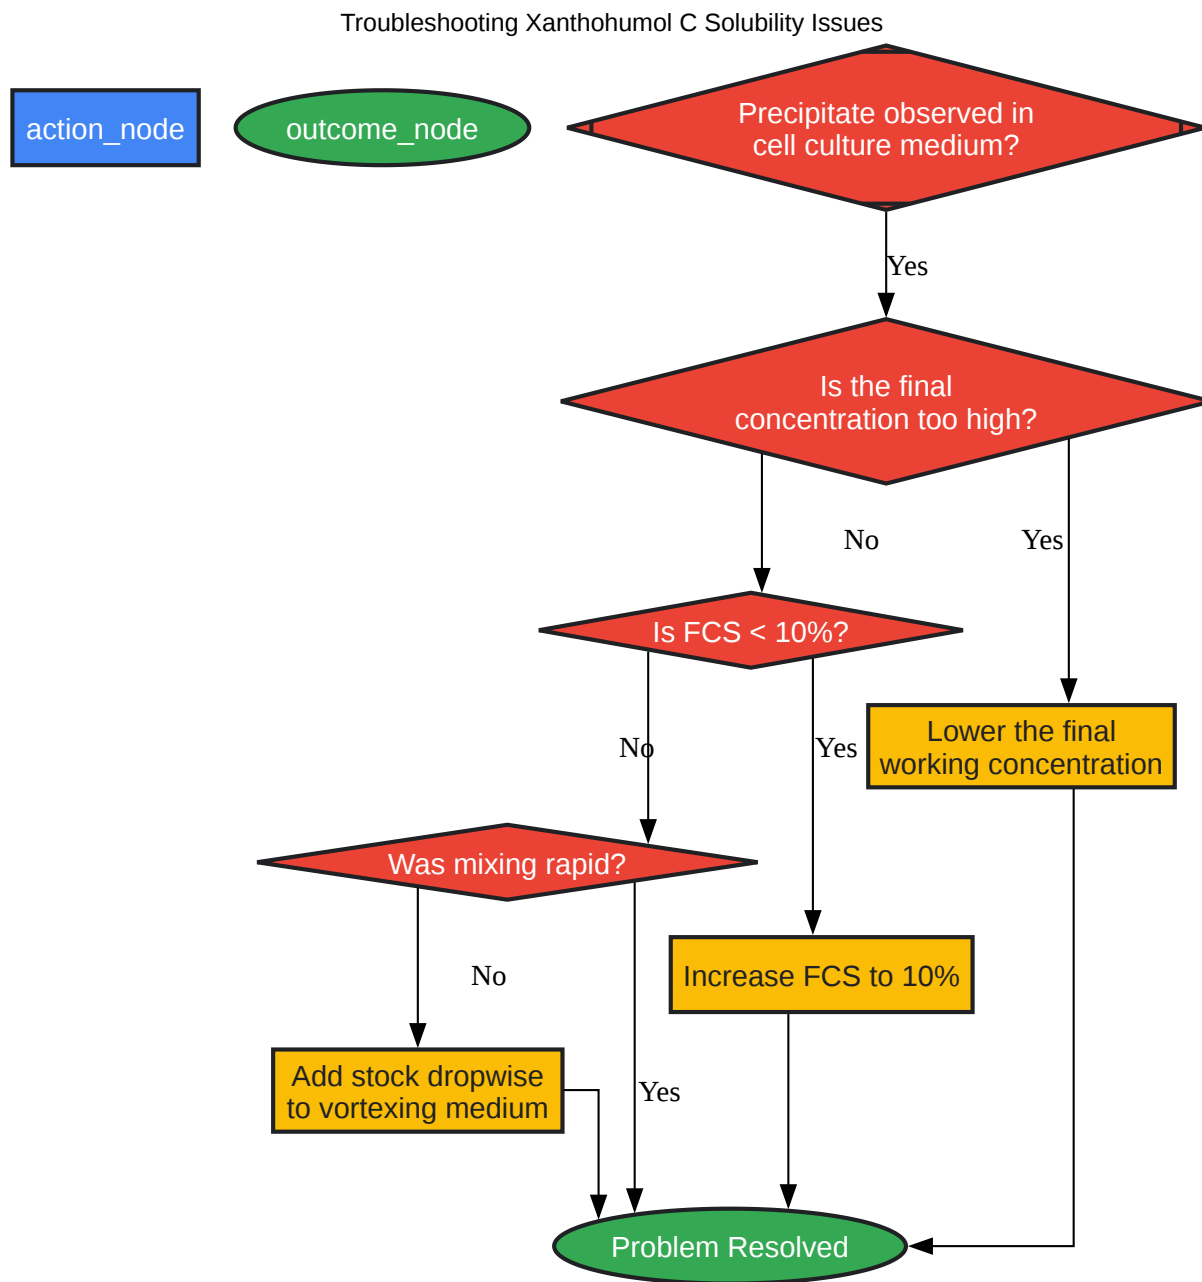 Troubleshooting Xanthohumol C Solubility Issues
action_node
outcome_node
Precipitate observed in
cell culture medium?
Yes
Is the final
concentration too high?
No
Yes
Is FCS < 10%?
No
Yes
Lower the final
working concentration
Was mixing rapid?
No
Increase FCS to 10%
Add stock dropwise
to vortexing medium
Yes
Problem Resolved